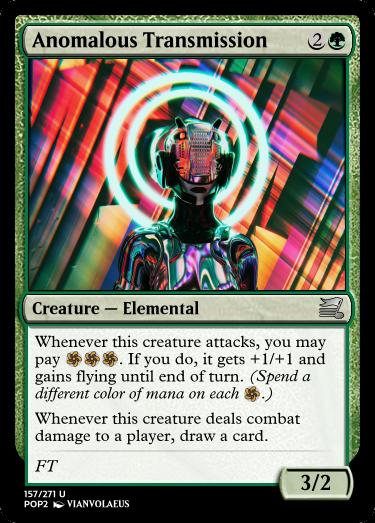 Anomalous Transmission 2
Creature — Elemental
Whenever this creature attacks, you may
pay . If you do, it gets +1/+1 and
gains flying until end of turn. (Spend a
different color of mana on each .)
Whenever this creature deals combat
damage to a player, draw a card.
FT
3/2
157/271 U
POP2 VIANVOLAEUS